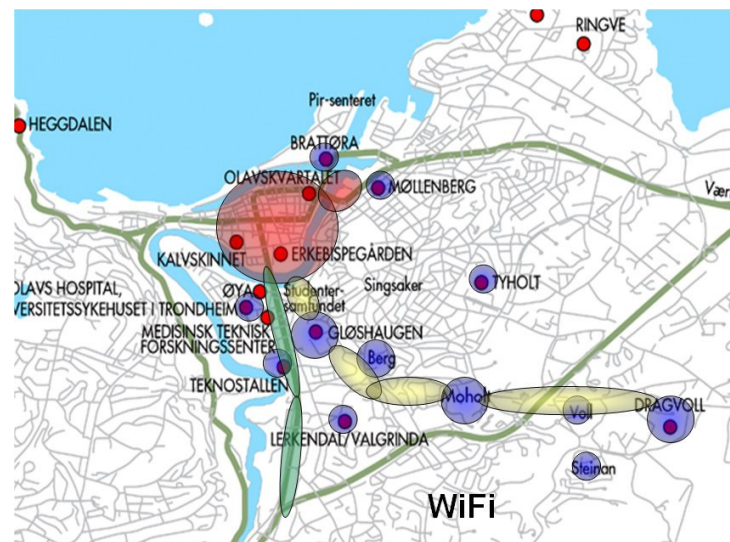 RINGVE
Pir-senteret
HEGGDALEN
BRATTØRA
OLAVSKVARTALET
MØLLENBERG
Vær
KALVSKINNET
ERKEBISPEGÅRDEN
TYHOLT
OLAVS HOSPITAL,
ØYA
Studenter-
Singsaker
VERSITETSSYKEHUSET I TRONDHEIM
samfundet
MEDISINSK TEKNISK
GLØSHAUGEN
FORSKNINGSSENTER
Berg
TEKNOSTALLEN
Moholt
DRAGVOLL
Voll
LERKENDAL/VALGRINDA
Steinan
WiFi